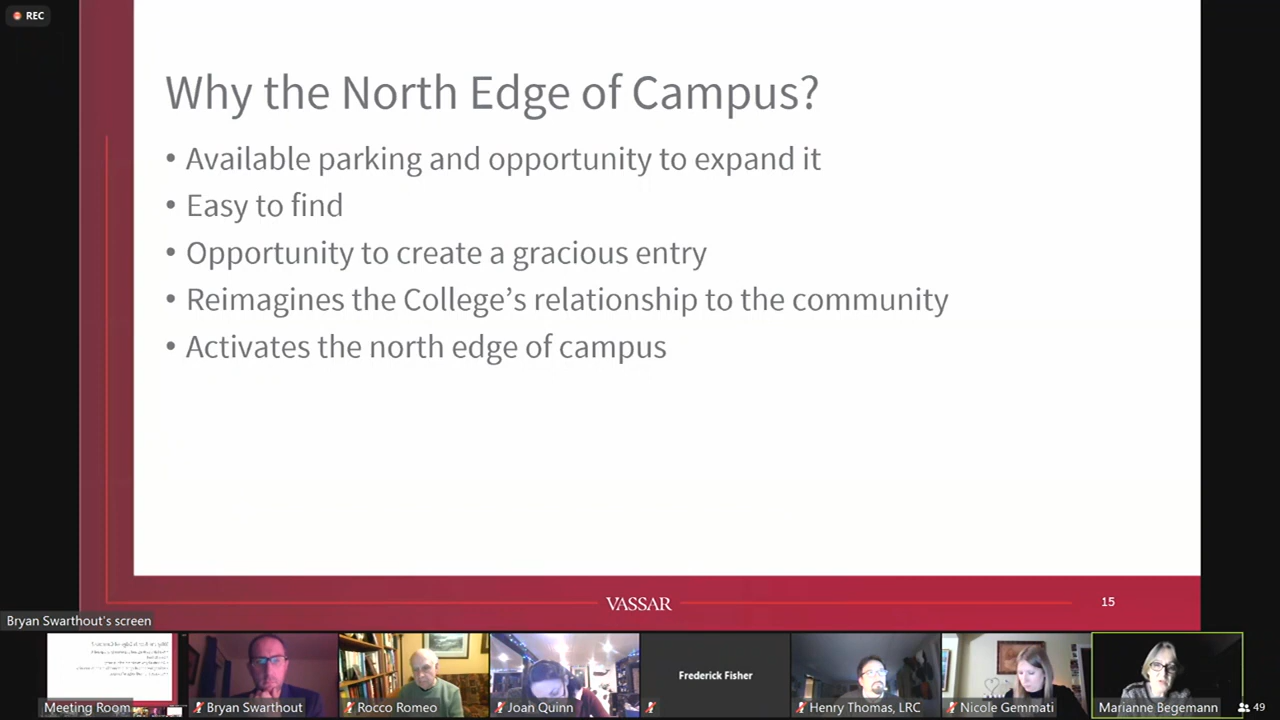 REC
Why the North Edge of Campus?
• Available parking and opportunity to expand it
• Easy to find
• Opportunity to create a gracious entry
• Reimagines the College’s relationship to the community
• Activates the north edge of campus
VASSAR
15
Bryan Swarthout's screen
Frederick Fisher
Meeting Room
Bryan Swarthout
Rocco Romeo
Joan Quinn
Henry Thomas, LRC
Nicole Gemmati
Marianne Begemann
49